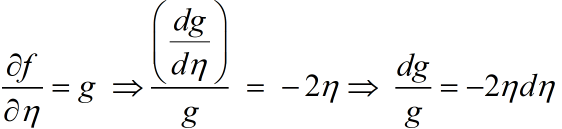 ∂f/∂η = g ⇒ (dg/dη)/g = −2η ⇒ dg/g = −2ηdη